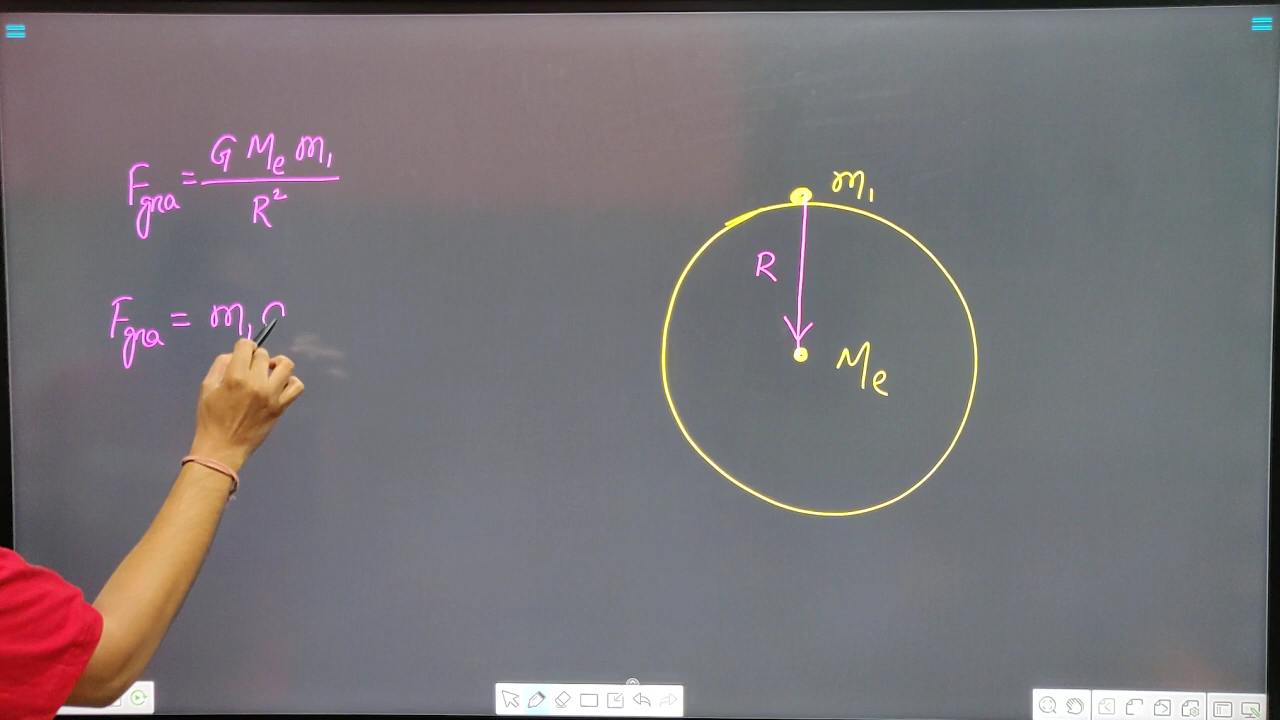 F_gra = G M_e m_1 / R^2
F_gra = m_1
m_1
R
M_e